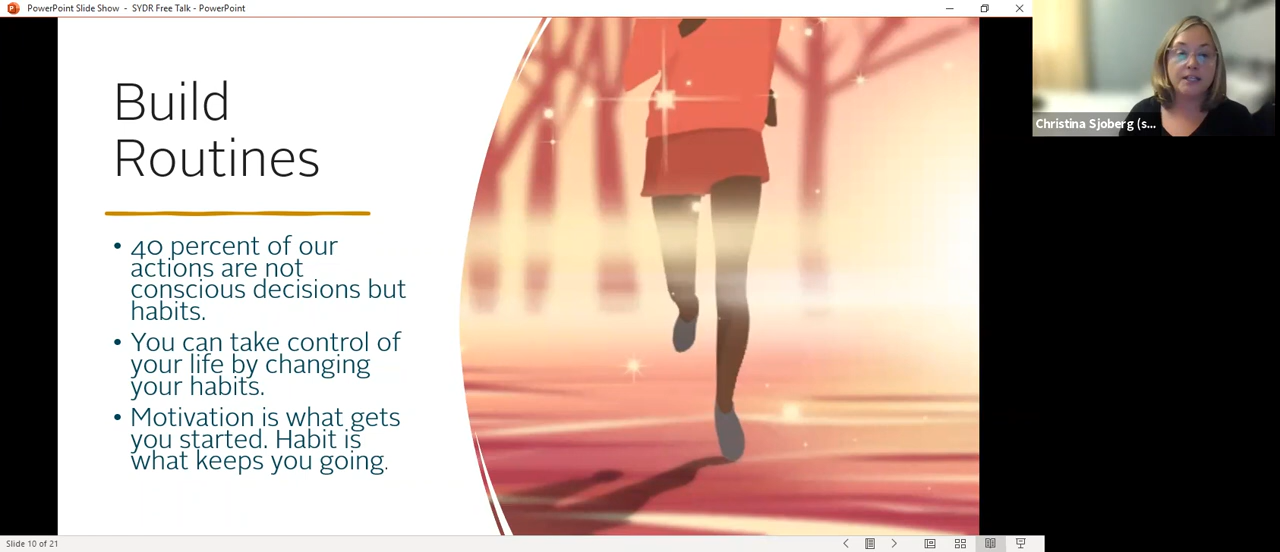 PowerPoint Slide Show - SYDR Free Talk - PowerPoint
Build
Routines
• 40 percent of our
actions are not
conscious decisions but
habits.
• You can take control of
your life by changing
your habits.
• Motivation is what gets
you started. Habit is
what keeps you going.
Christina Sjoberg (s...
Slide 10 of 21